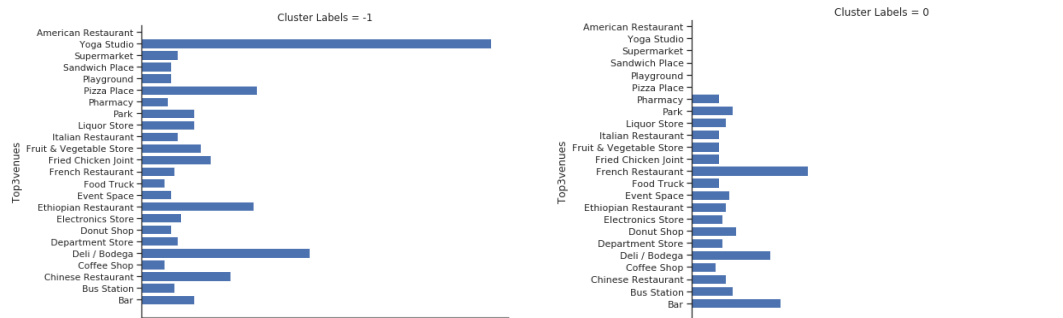 Cluster Labels = -1
American Restaurant
Yoga Studio
Supermarket
Sandwich Place
Playground
Pizza Place
Pharmacy
Park
Liquor Store
Italian Restaurant
Fruit & Vegetable Store
Fried Chicken Joint
French Restaurant
Food Truck
Event Space
Ethiopian Restaurant
Electronics Store
Donut Shop
Department Store
Deli / Bodega
Coffee Shop
Chinese Restaurant
Bus Station
Bar
Top3venues
Cluster Labels = 0
American Restaurant
Yoga Studio
Supermarket
Sandwich Place
Playground
Pizza Place
Pharmacy
Park
Liquor Store
Italian Restaurant
Fruit & Vegetable Store
Fried Chicken Joint
French Restaurant
Food Truck
Event Space
Ethiopian Restaurant
Electronics Store
Donut Shop
Department Store
Deli / Bodega
Coffee Shop
Chinese Restaurant
Bus Station
Bar
Top3venues